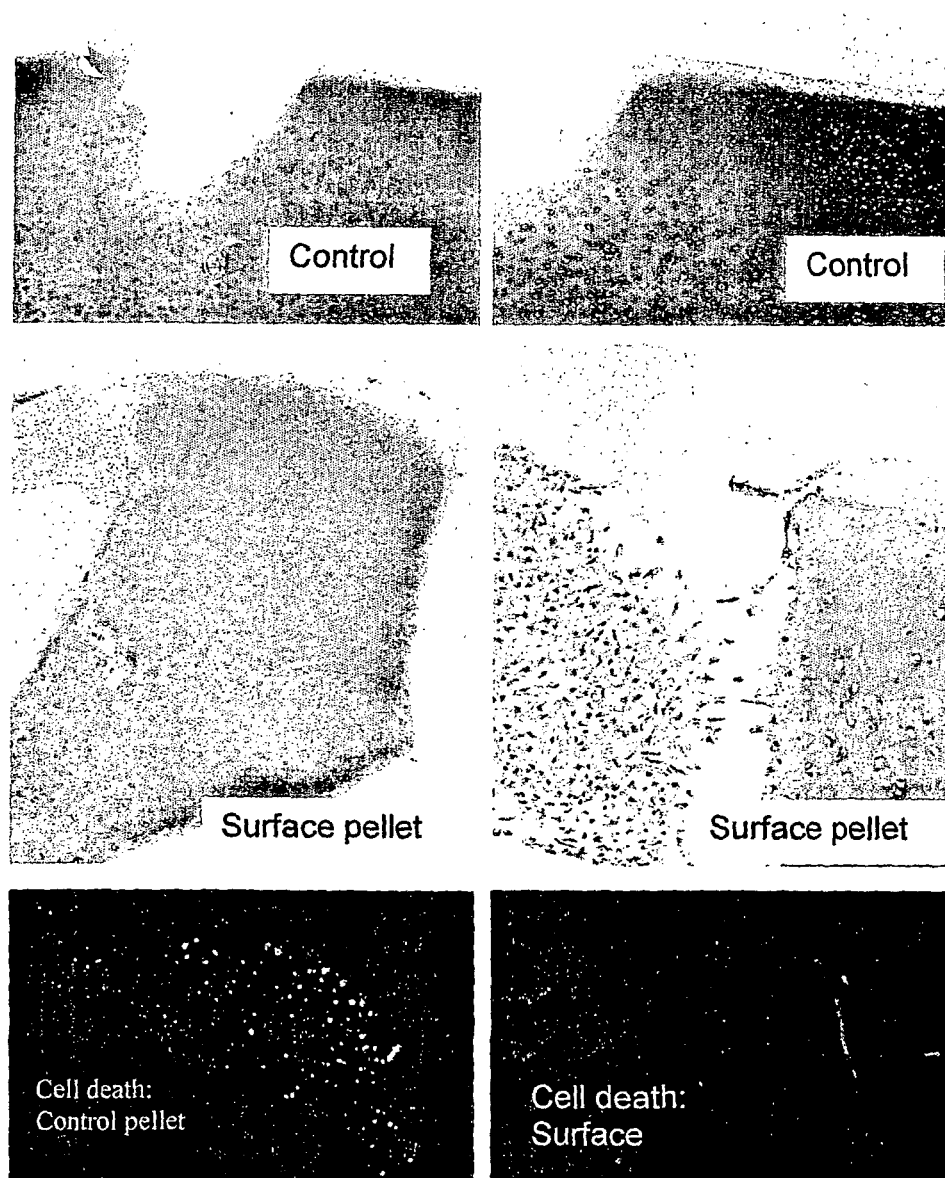 Control
Control
Surface pellet
Surface pellet
Cell death:
Control pellet
Cell death:
Surface